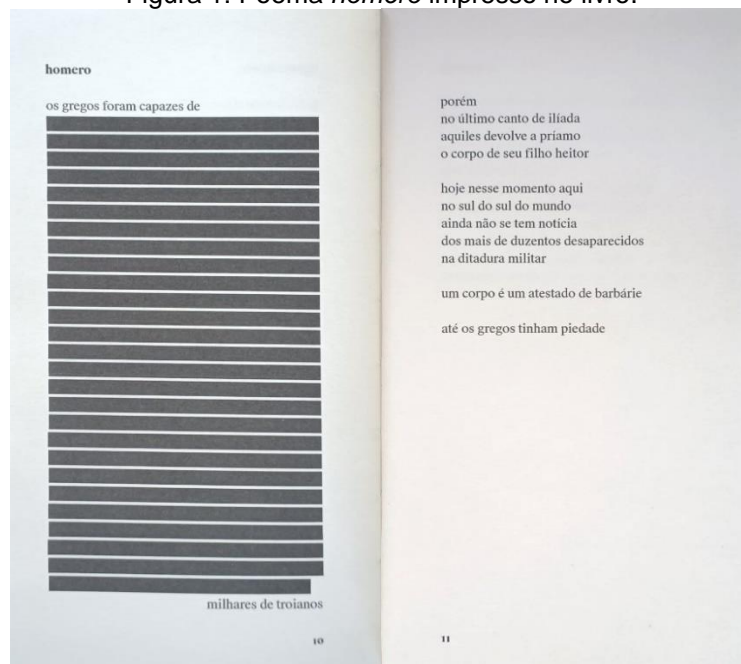 Figura 1: Poema homero impresso no livro.
homero
os gregos foram capazes de
milhares de troianos
10
porém
no último canto de ilíada
aquiles devolve a príamo
o corpo de seu filho heitor
hoje nesse momento aqui
no sul do sul do mundo
ainda não se tem notícia
dos mais de duzentos desaparecidos
na ditadura militar
um corpo é um atestado de barbárie
até os gregos tinham piedade
11